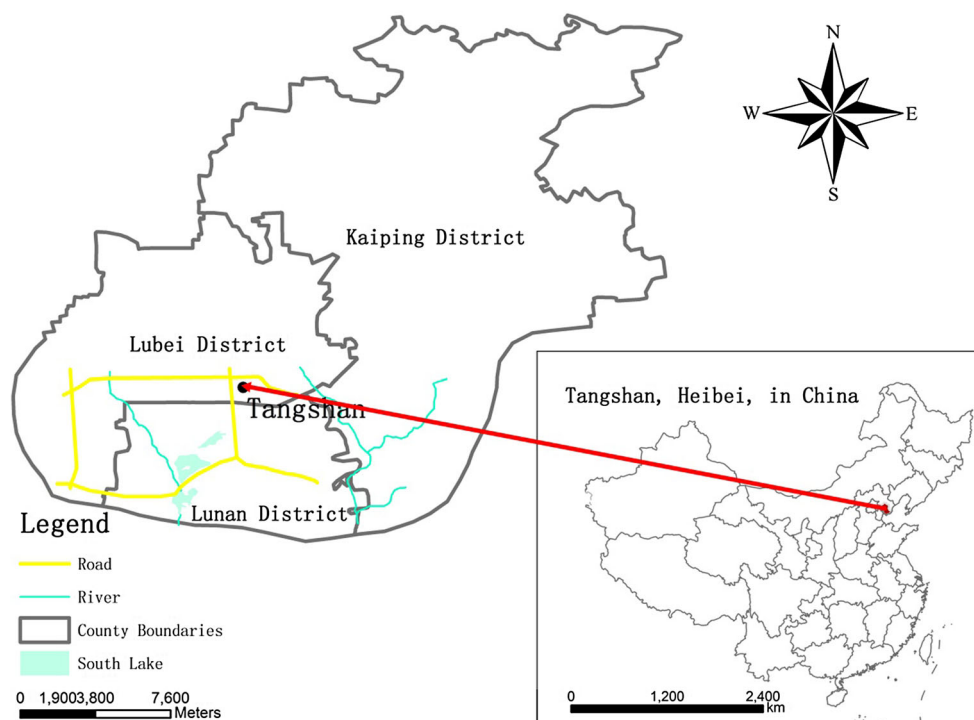 N
W
E
S
Kaiping District
Lubei District
Tangshan
Lunan District
Legend
Road
River
County Boundaries
South Lake
0 1,9003,800 7,600
Meters
Tangshan, Heibei, in China
0 1,200 2,400
km